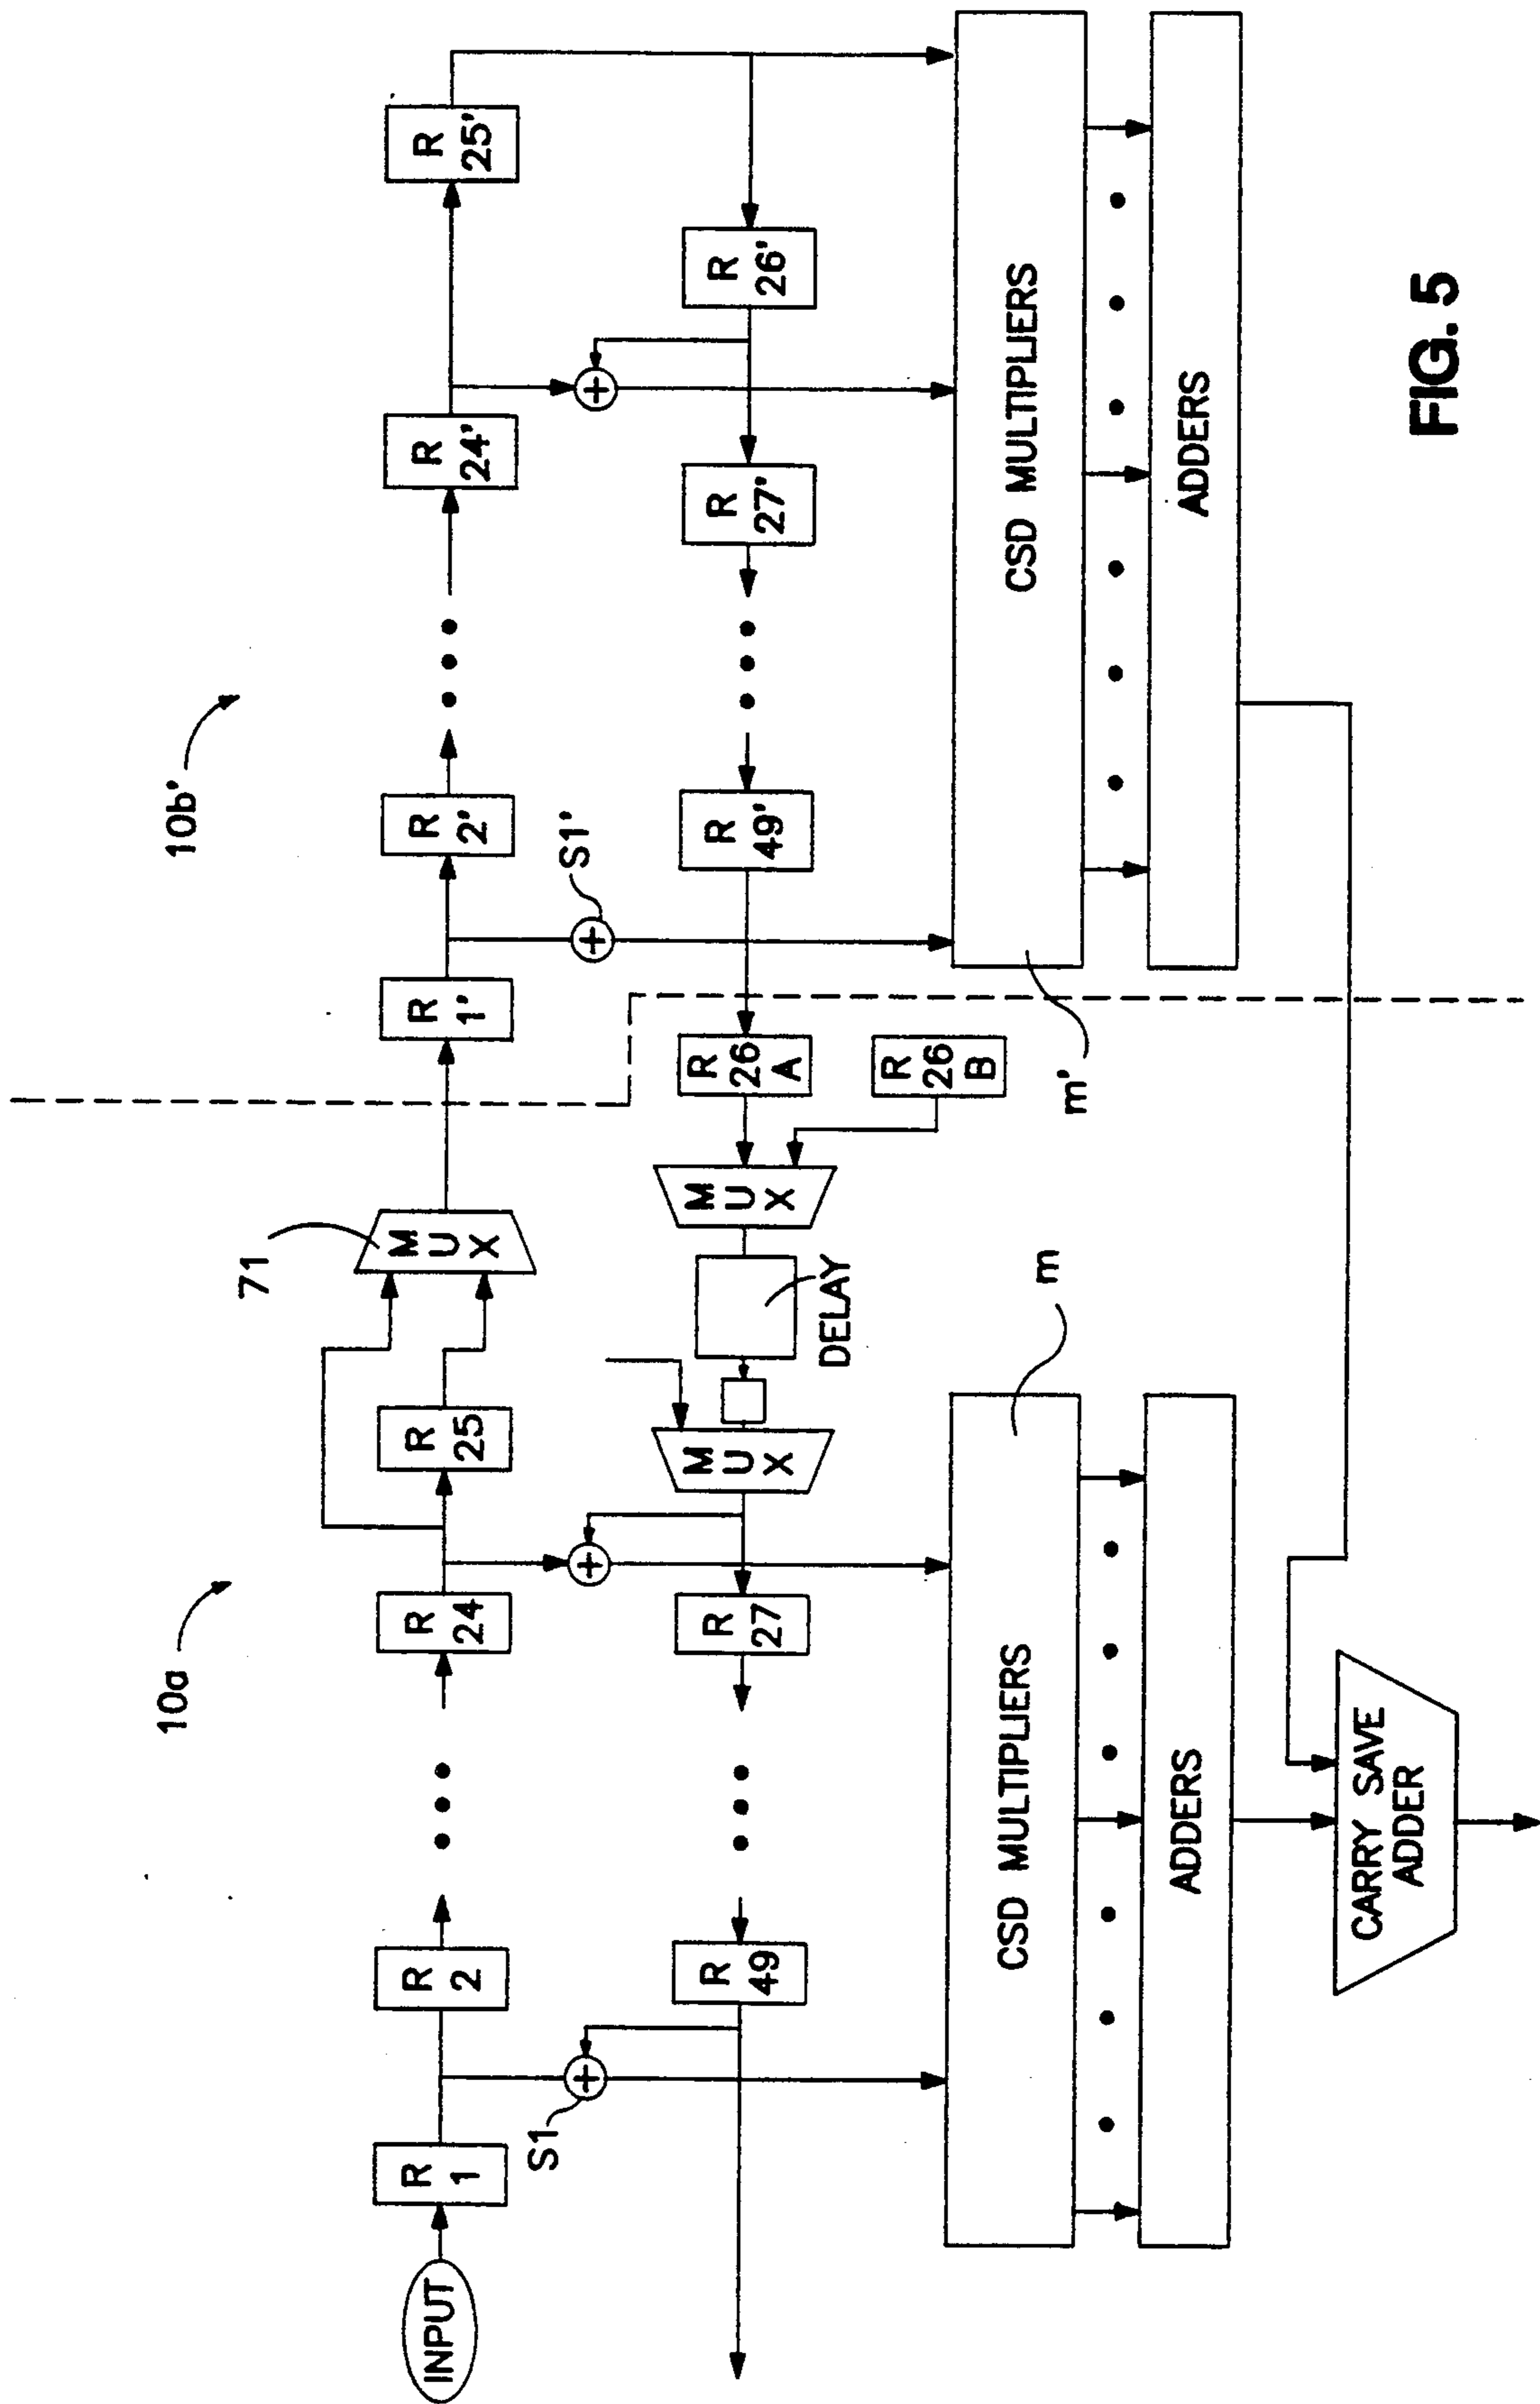 10a
10b'
INPUT
R
1
R
2
R
24
R
25
M
U
X
71
R
1'
R
2'
R
24'
R
25'
S1
S1'
R
49
R
27
M
U
X
DELAY
M
U
X
R
26
A
R
26
B
R
49'
R
27'
R
26'
CSD MULTIPLIERS
m
CSD MULTIPLIERS
m'
ADDERS
ADDERS
CARRY SAVE
ADDER
FIG. 5